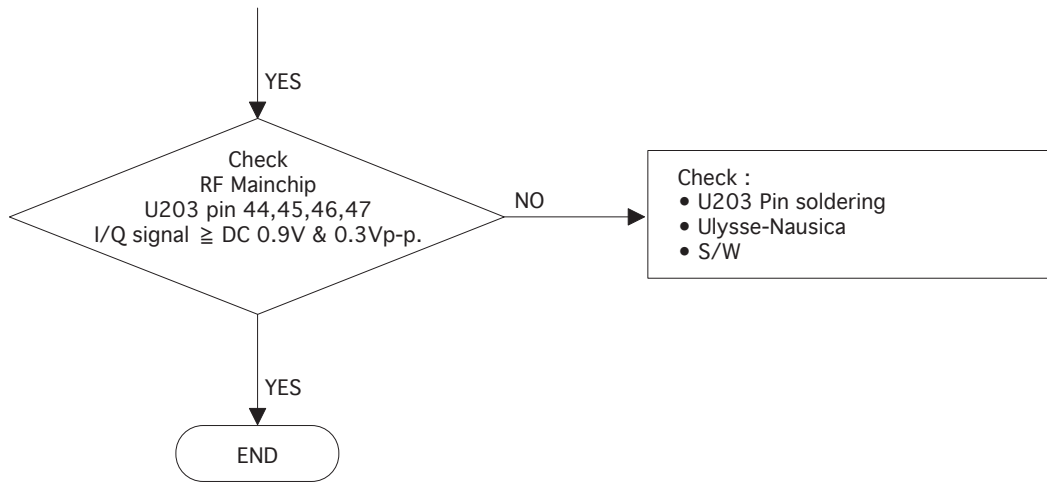 YES
Check
RF Mainchip
U203 pin 44,45,46,47
I/Q signal ≧ DC 0.9V & 0.3Vp-p.
NO
Check :
• U203 Pin soldering
• Ulysse-Nausica
• S/W
YES
END